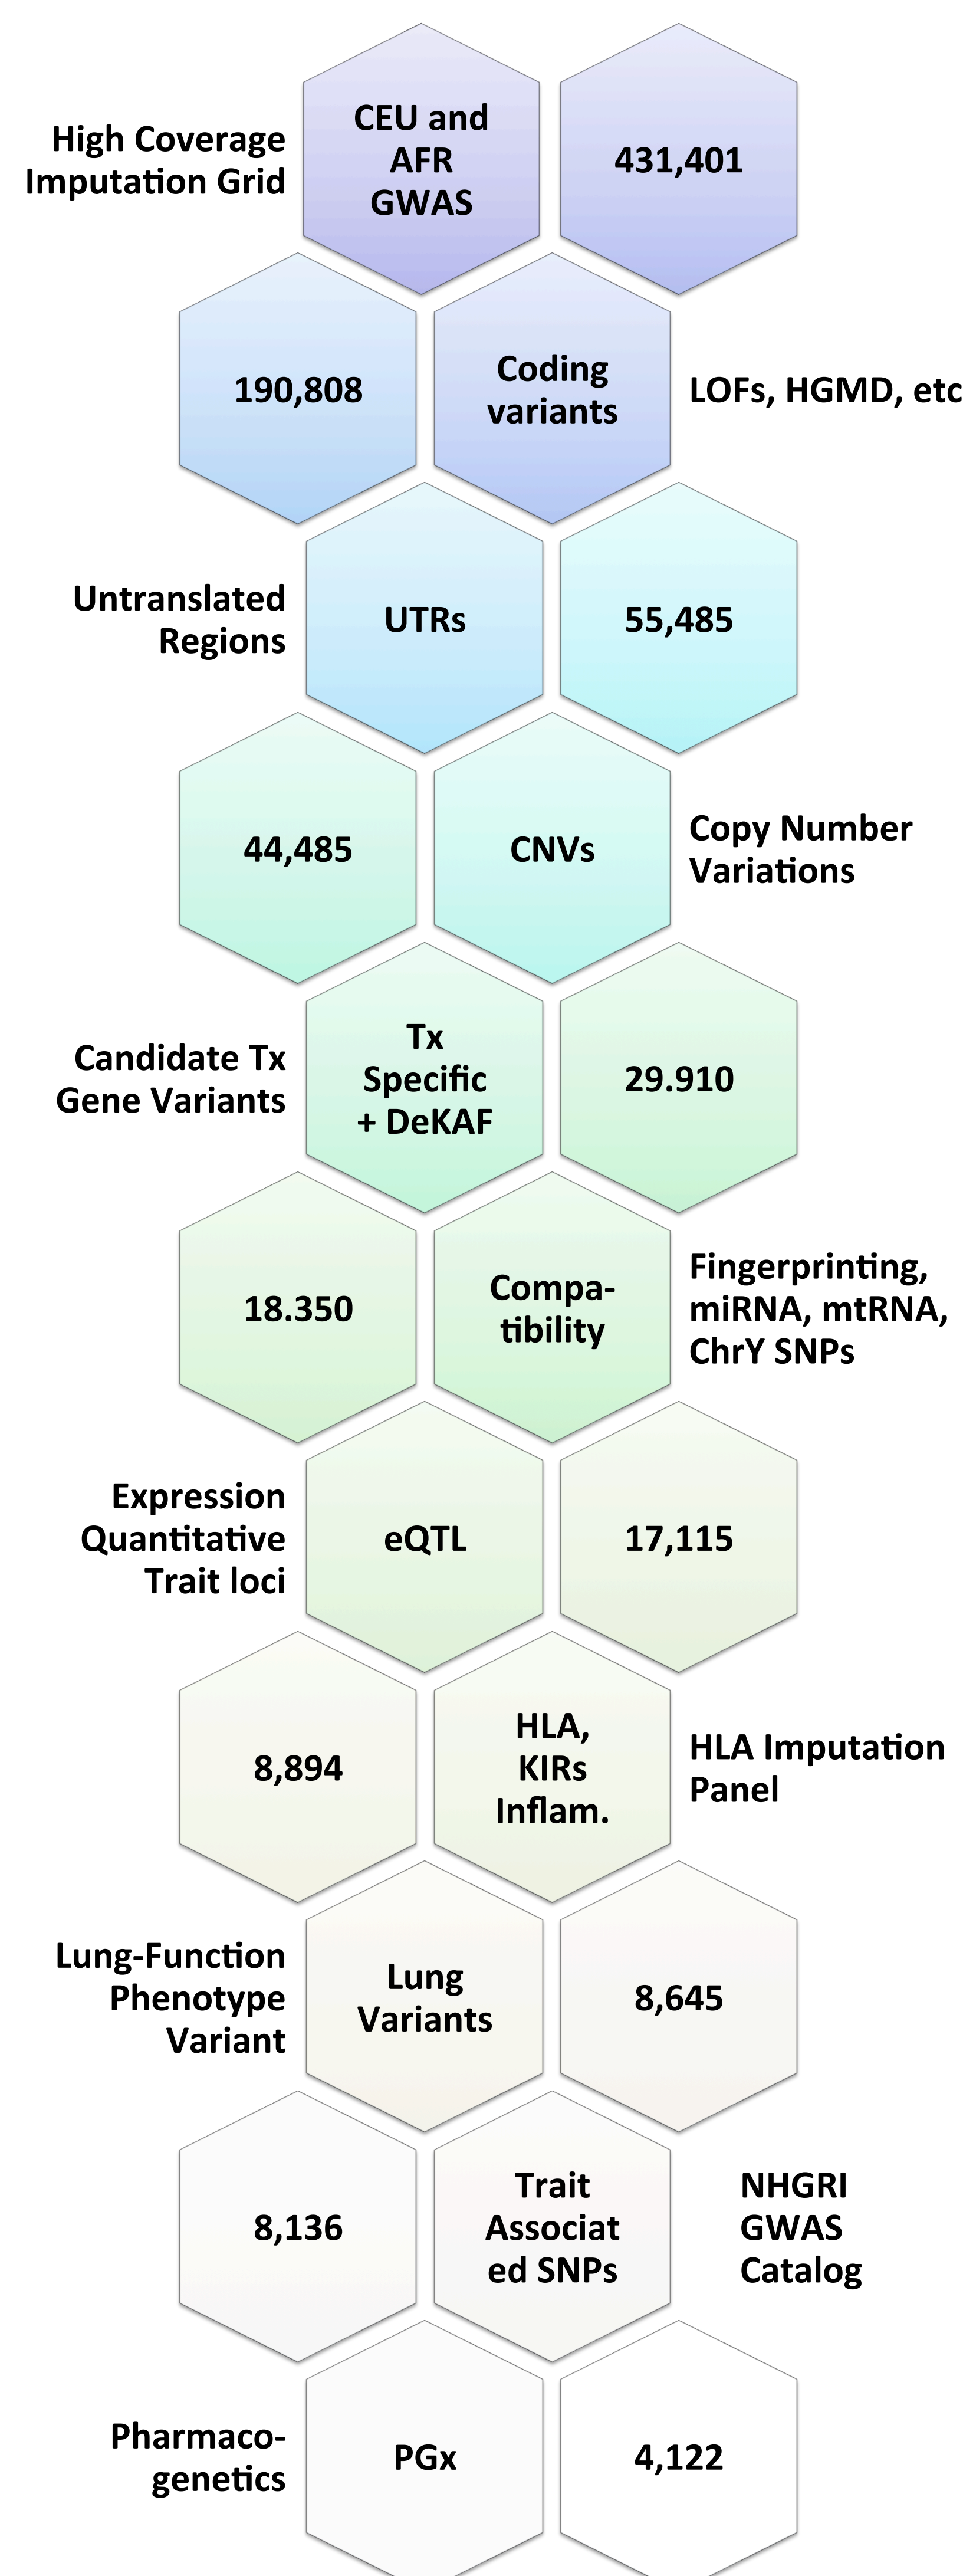 High Coverage
Imputation Grid
CEU and
AFR
GWAS
431,401
190,808
Coding
variants
LOFs, HGMD, etc
Untranslated
Regions
UTRs
55,485
44,485
CNVs
Copy Number
Variations
Candidate Tx
Gene Variants
Tx
Specific
+ DeKAF
29.910
18.350
Compa-
tibility
Fingerprinting,
miRNA, mtRNA,
ChrY SNPs
Expression
Quantitative
Trait loci
eQTL
17,115
8,894
HLA,
KIRs
Inflam.
HLA Imputation
Panel
Lung-Function
Phenotype
Variant
Lung
Variants
8,645
8,136
Trait
Associat
ed SNPs
NHGRI
GWAS
Catalog
Pharmaco-
genetics
PGx
4,122